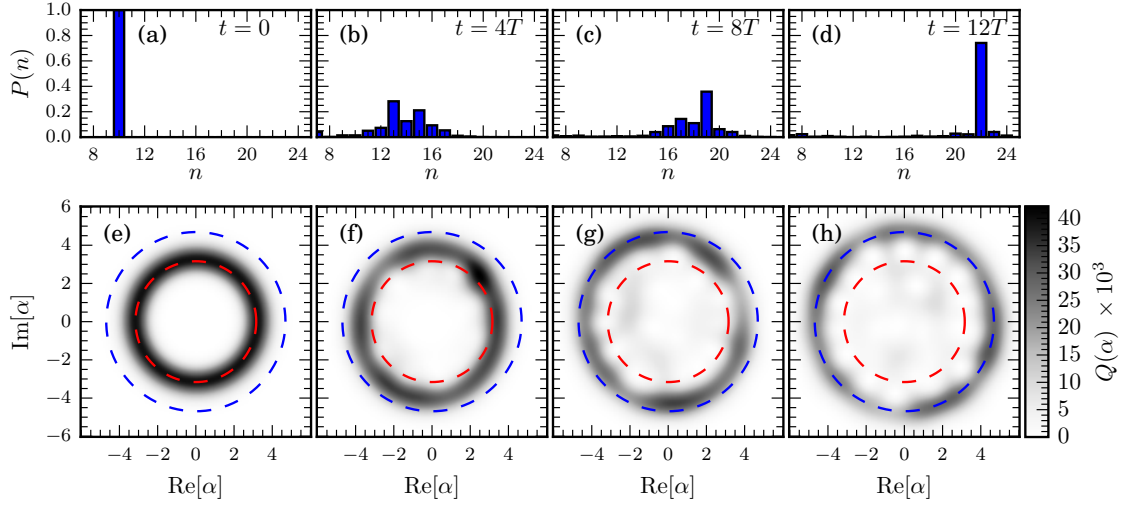 1.0 (a) t = 0 (b) t = 4T (c) t = 8T (d) t = 12T
0.8
0.6
0.4
0.2
0.0
P(n)
8 12 16 20 24 8 12 16 20 24 8 12 16 20 24 8 12 16 20 24
n n n n
6 (e) (f) (g) (h)
4
2
0
−2
−4
−6
Im[α]
−4 −2 0 2 4 −4 −2 0 2 4 −4 −2 0 2 4 −4 −2 0 2 4
Re[α] Re[α] Re[α] Re[α]
40
35
30
25
20
15
10
5
0
Q(α) × 10³